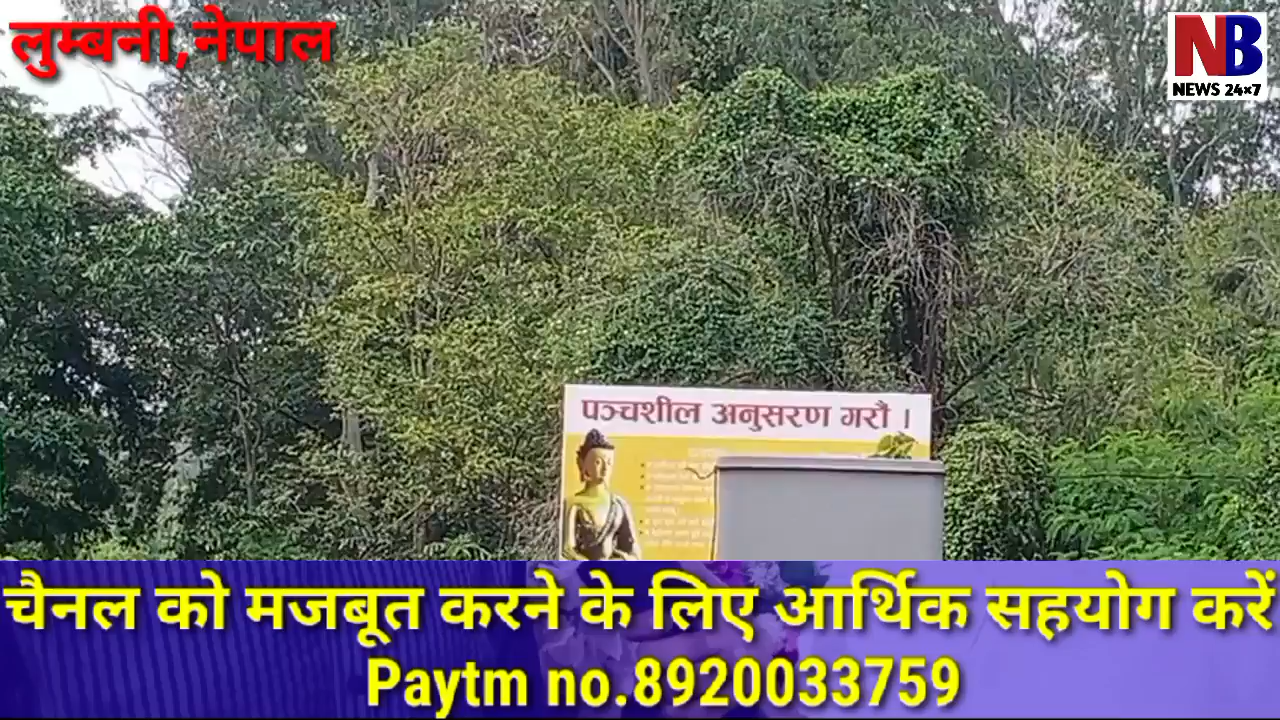 लुम्बनी,नेपाल
NB
NEWS 24×7
पञ्चशील अनुसरण गरौं ।
चैनल को मजबूत करने के लिए आर्थिक सहयोग करें
Paytm no.8920033759